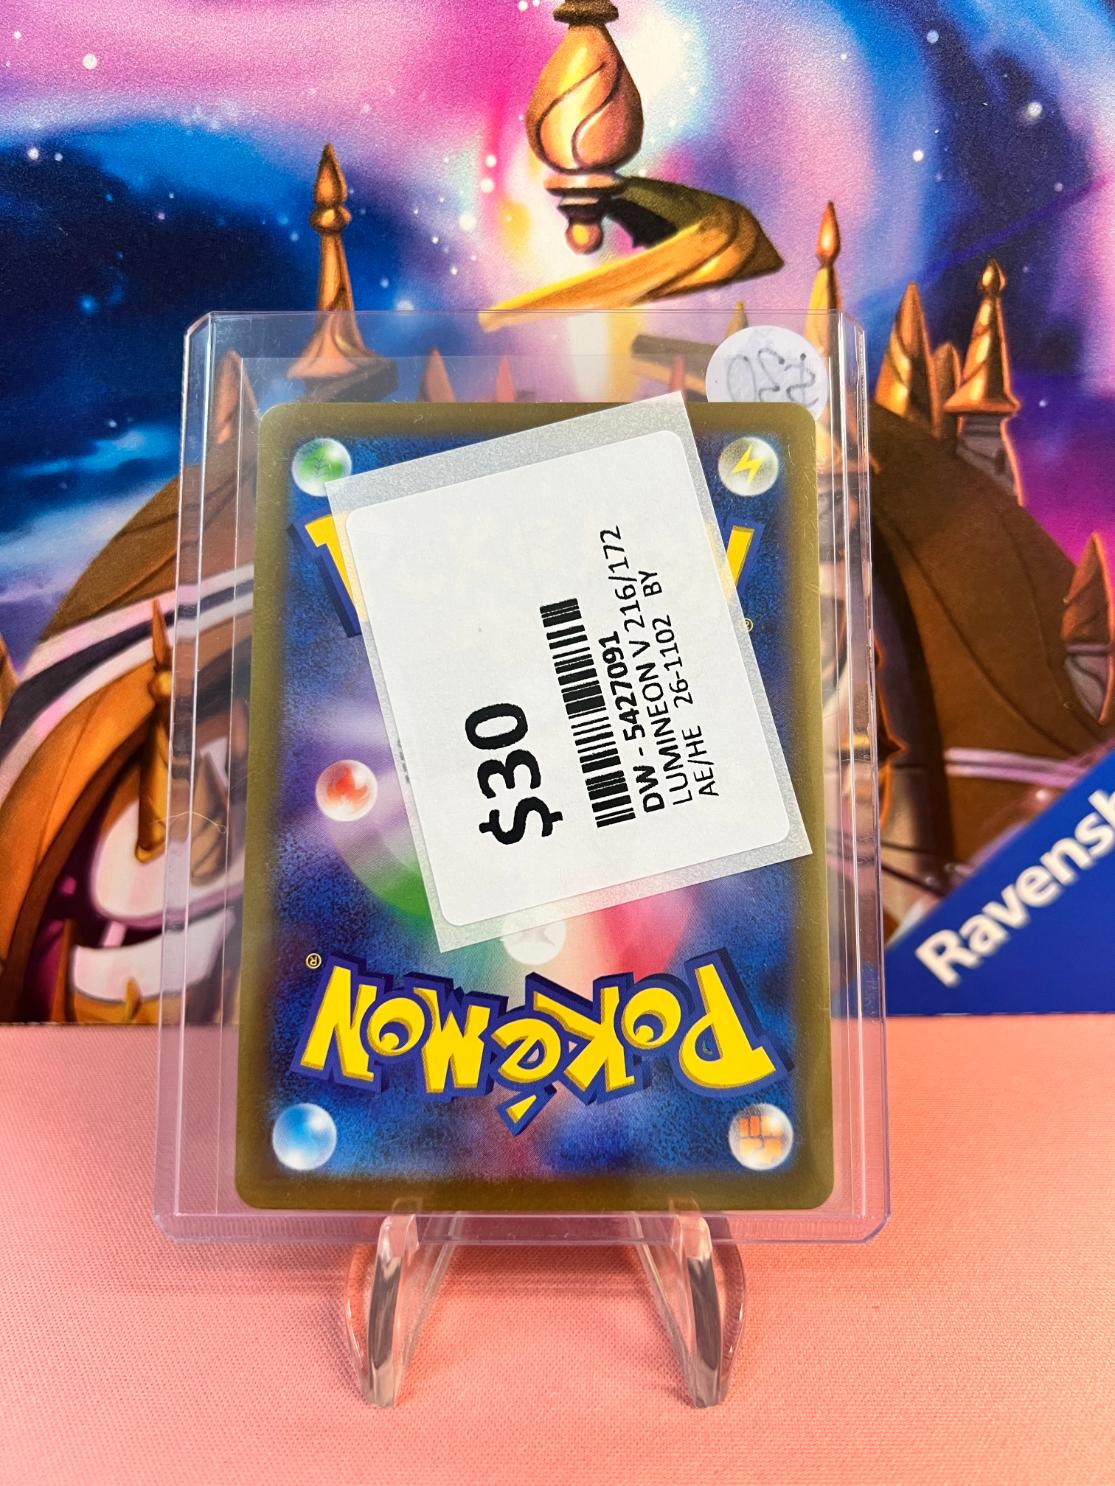 $30
DW - 5427091
LUMINEON V 216/172
AE/HE 26-1102 BY
POKéMON
®
®
Ravensb